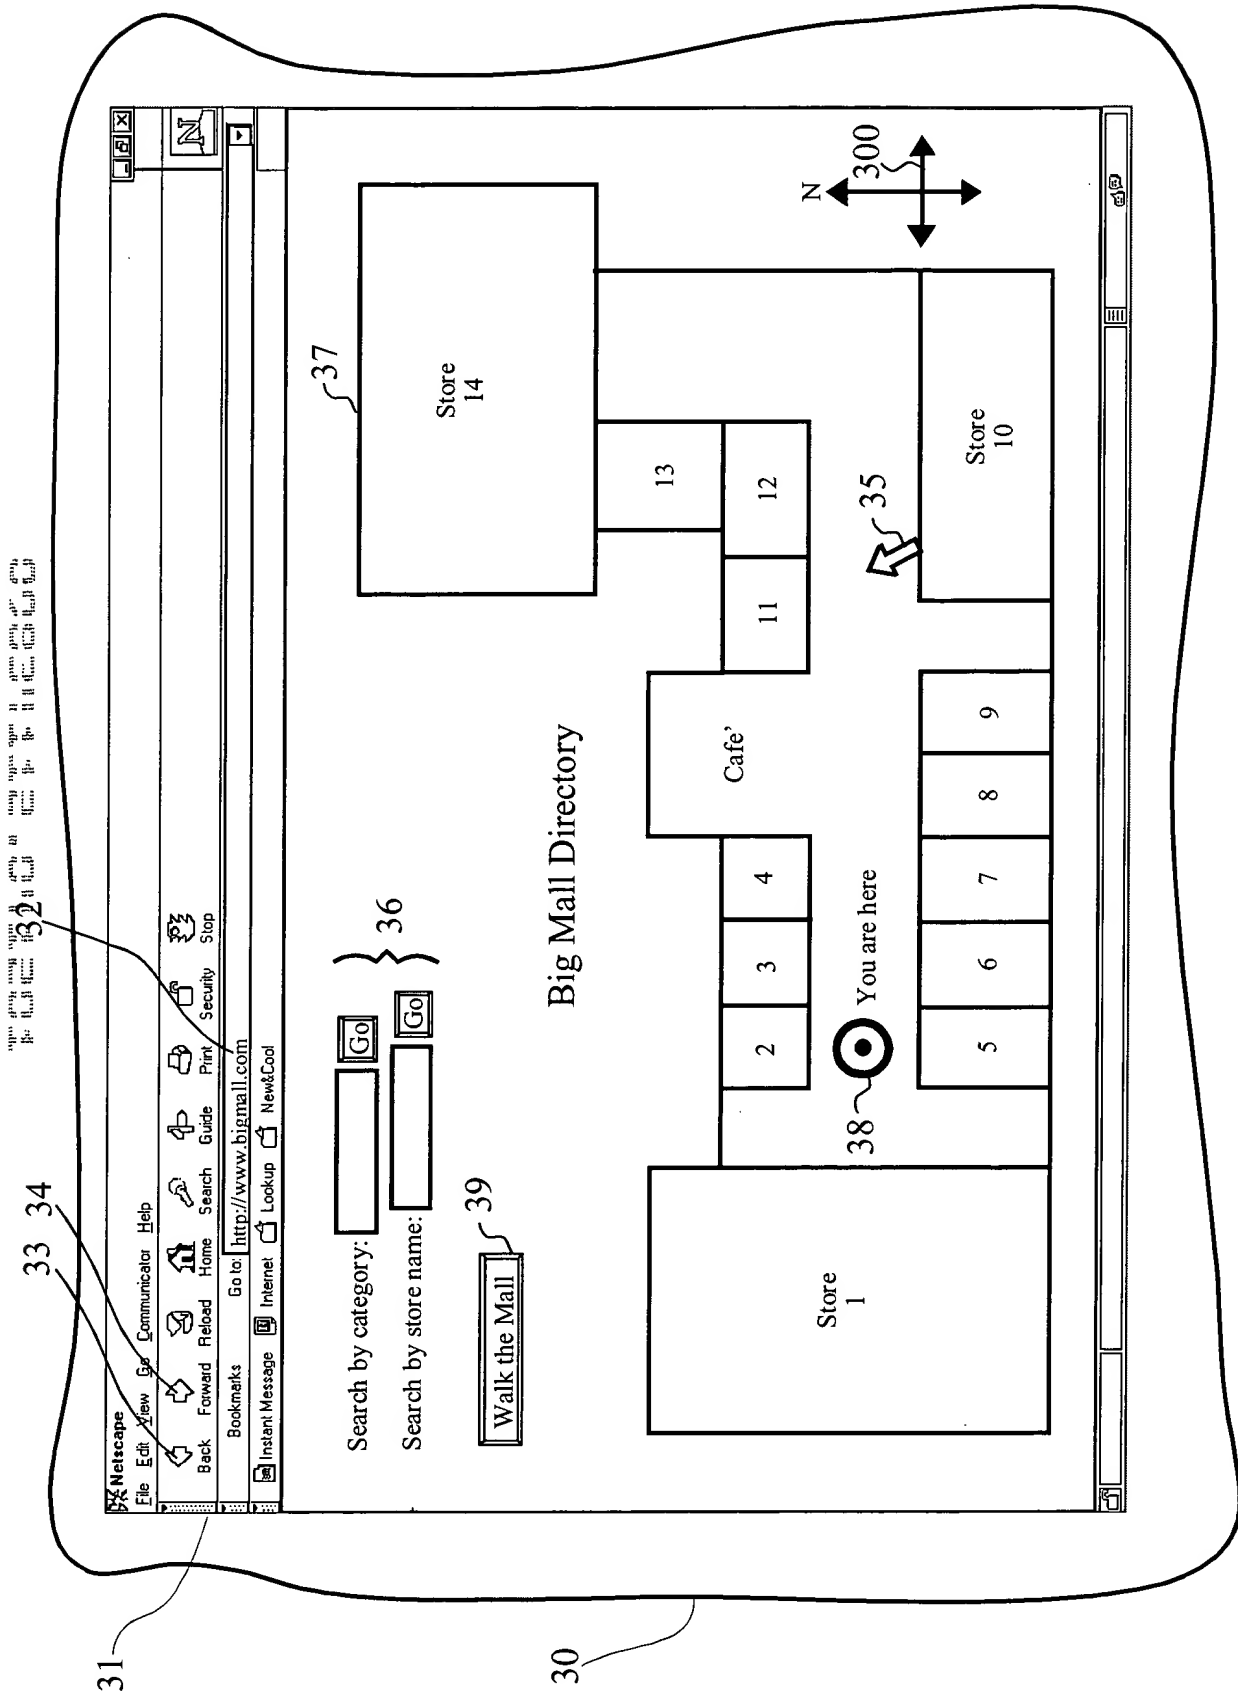 31
33
34
32
Netscape
File Edit View Go Communicator Help
Back Forward Reload Home Search Guide Print Security Stop
N
Bookmarks Go to: http://www.bigmall.com
Instant Message Internet Lookup New&Cool
Search by category: Go
Search by store name: Go
36
37
Walk the Mall
39
Big Mall Directory
Store
14
13
Store
1
2 3 4
Cafe'
11 12
N
300
38
You are here
35
5 6 7 8 9
Store
10
30